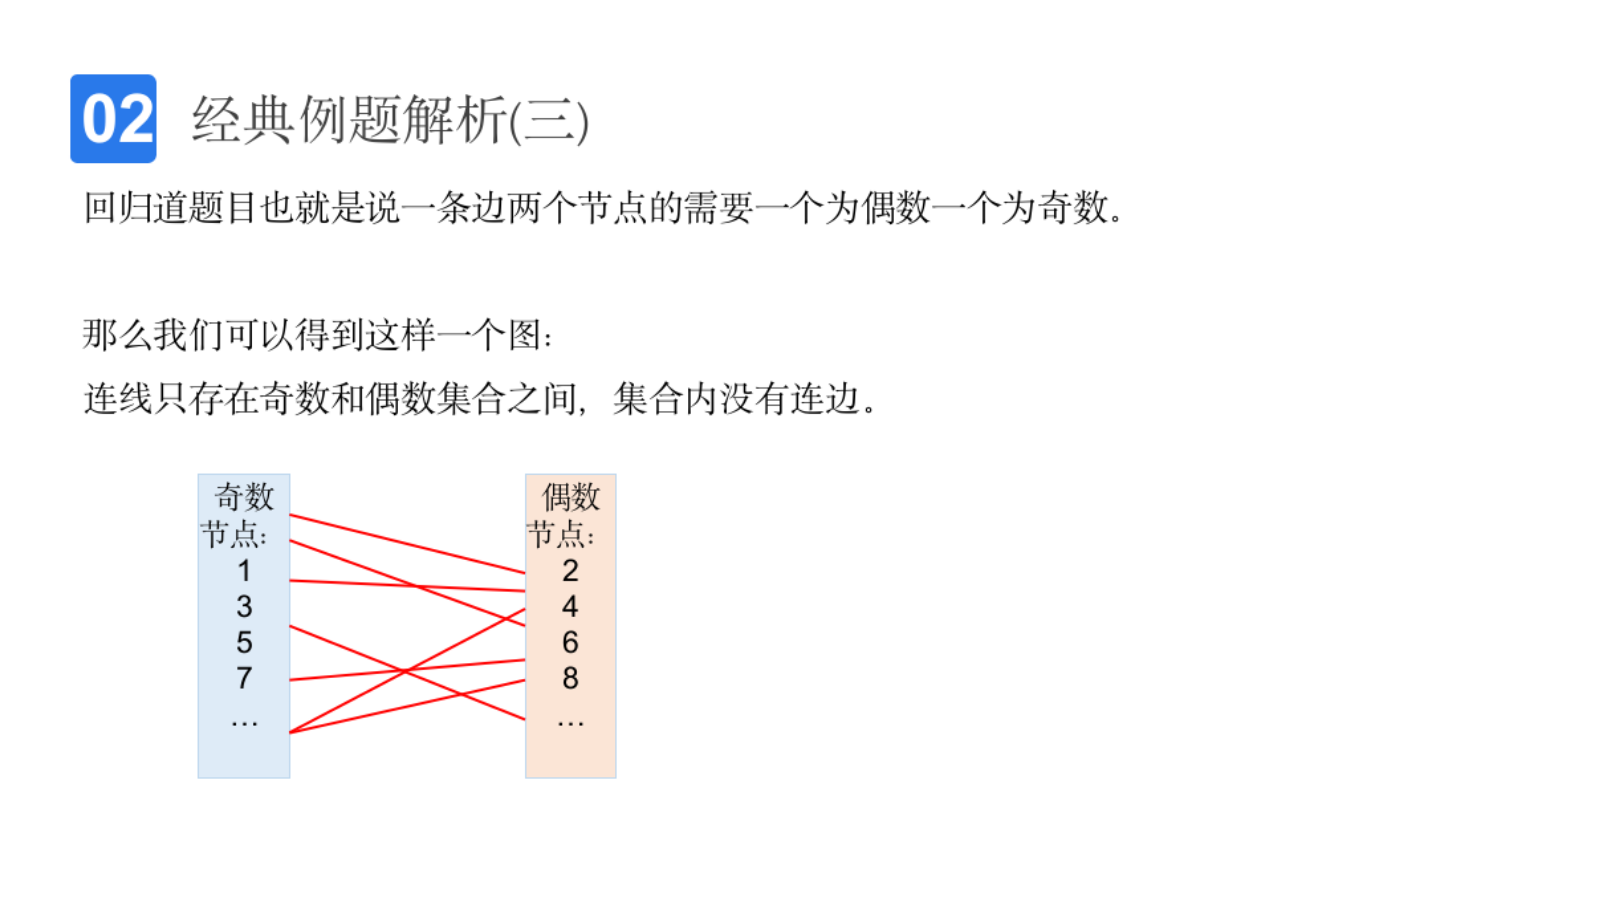 02 经典例题解析(三)
回归道题目也就是说一条边两个节点的需要一个为偶数一个为奇数。
那么我们可以得到这样一个图：
连线只存在奇数和偶数集合之间，集合内没有连边。
奇数
节点：
1
3
5
7
…
偶数
节点：
2
4
6
8
…